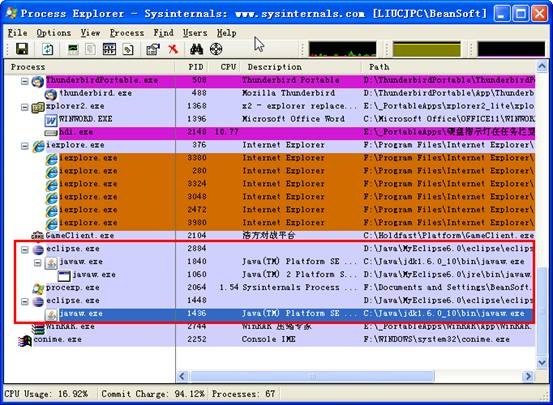 Process Explorer - Sysinternals: www.sysinternals.com [LIUCJPC\BeanSoft]
File Options View Process Find Users Help
Process PID CPU Description Path
ThunderbirdPortable.exe 508 Thunderbird Portable D:\ThunderbirdPortable\Thunderbird
thunderbird.exe 488 Mozilla Thunderbird D:\ThunderbirdPortable\App\thunder
xplorer2.exe 1368 x2 - explorer replace... E:\_PortableApps\explorer2_lite\xplo
WINWORD.EXE 1396 Microsoft Office Word C:\Program Files\OFFICE11\WINWORD.EX
hdi.exe 2148 10.77 E:\_PortableApps\硬盘指示灯在任务栏显
iexplore.exe 376 Internet Explorer F:\Program Files\Internet Explorer\
iexplore.exe 3380 Internet Explorer F:\Program Files\Internet Explorer\
iexplore.exe 280 Internet Explorer F:\Program Files\Internet Explorer\
iexplore.exe 3324 Internet Explorer F:\Program Files\Internet Explorer\
iexplore.exe 3048 Internet Explorer F:\Program Files\Internet Explorer\
iexplore.exe 2492 Internet Explorer F:\Program Files\Internet Explorer\
iexplore.exe 3980 Internet Explorer F:\Program Files\Internet Explorer\
GameClient.exe 2104 浩方对战平台 C:\Holdfast\Platform\GameClient.exe
eclipse.exe 2884 D:\Java\MyEclipse6.0\eclipse\eclips
javaw.exe 1840 Java(TM) Platform SE ... C:\Java\jdk1.6.0_10\bin\javaw.exe
javaw.exe 1060 Java(TM) 2 Platform S... D:\Java\MyEclipse6.0\jre\bin\javaw.e
procexp.exe 2064 1.54 Sysinternals Process ... F:\Documents and Settings\BeanSoft.
eclipse.exe 1448 D:\Java\MyEclipse6.0\eclipse\eclips
javaw.exe 1436 Java(TM) Platform SE ... C:\Java\jdk1.6.0_10\bin\javaw.exe
WinRAR.exe 2744 WinRAR 压缩专家 E:\_PortableApps\WinRAR\App\WinRAR\
conime.exe 2252 Console IME F:\WINDOWS\system32\conime.exe
CPU Usage: 16.92% Commit Charge: 94.12% Processes: 67